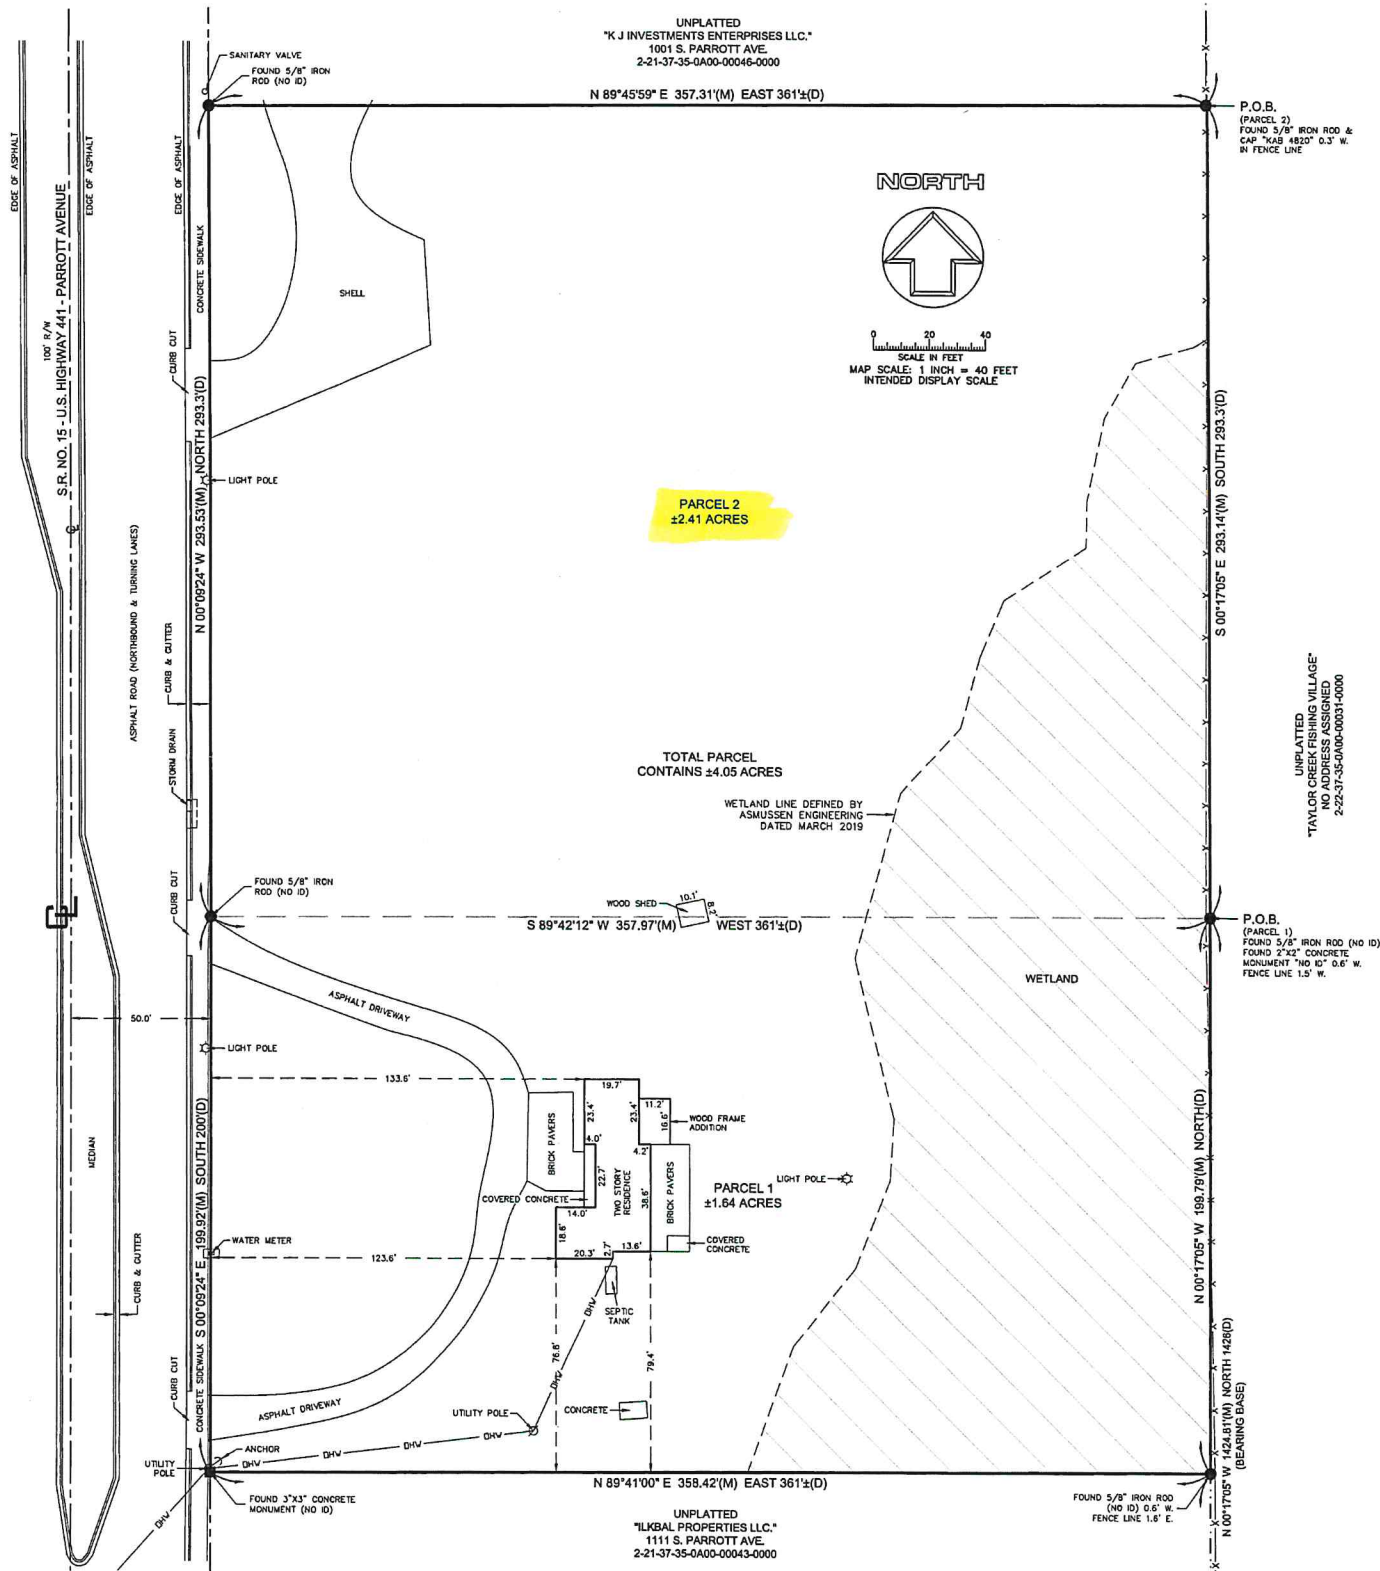 UNPLATTED
"K J INVESTMENTS ENTERPRISES LLC."
1001 S. PARROTT AVE.
2-21-37-35-0A00-00046-0000
SANITARY VALVE
FOUND 5/8" IRON
ROD (NO ID)
N 89°45'59" E 357.31'(M) EAST 361'±(D)
P.O.B.
(PARCEL 2)
FOUND 5/8" IRON ROD &
CAP "KAB 4820" 0.3' W.
IN FENCE LINE
EDGE OF ASPHALT
EDGE OF ASPHALT
EDGE OF ASPHALT
100' R/W
S.R. NO. 15 - U.S. HIGHWAY 441 - PARROTT AVENUE
CONCRETE SIDEWALK
CURB CUT
SHELL
NORTH
0 20 40
SCALE IN FEET
MAP SCALE: 1 INCH = 40 FEET
INTENDED DISPLAY SCALE
N 00°09'24" W 293.53'(M) NORTH 293.3'(D)
LIGHT POLE
S 00°17'05" E 293.14'(M) SOUTH 293.3'(D)
PARCEL 2
±2.41 ACRES
ASPHALT ROAD (NORTHBOUND & TURNING LANES)
CURB & GUTTER
STORM DRAIN
TOTAL PARCEL
CONTAINS ±4.05 ACRES
WETLAND LINE DEFINED BY
ASMUSSEN ENGINEERING
DATED MARCH 2019
UNPLATTED
"TAYLOR CREEK FISHING VILLAGE"
NO ADDRESS ASSIGNED
2-22-37-35-0A00-00031-0000
CURB CUT
FOUND 5/8" IRON
ROD (NO ID)
WOOD SHED
10.1'
8.2'
S 89°42'12" W 357.97'(M) WEST 361'±(D)
P.O.B.
(PARCEL 1)
FOUND 5/8" IRON ROD (NO ID)
FOUND 2"X2" CONCRETE
MONUMENT "NO ID" 0.6' W.
FENCE LINE 1.5' W.
WETLAND
ASPHALT DRIVEWAY
50.0'
LIGHT POLE
133.6'
19.7'
23.4'
23.4'
11.2'
16.6'
WOOD FRAME
ADDITION
BRICK PAVERS
4.0'
4.2'
22.7'
TWO STORY
RESIDENCE
38.6'
BRICK PAVERS
COVERED CONCRETE
14.0'
18.6'
PARCEL 1
±1.64 ACRES
LIGHT POLE
MEDIAN
S 00°09'24" E 199.92'(M) SOUTH 200'(D)
N 00°17'05" W 199.79'(M) NORTH(D)
WATER METER
123.6'
20.3'
2.7'
13.6'
COVERED
CONCRETE
CURB & GUTTER
SEPTIC
TANK
OHW
76.6'
79.4'
OHW
CURB CUT
CONCRETE SIDEWALK
ASPHALT DRIVEWAY
UTILITY POLE
CONCRETE
OHW
OHW
OHW
ANCHOR
UTILITY
POLE
FOUND 3"X3" CONCRETE
MONUMENT (NO ID)
OHW
N 89°41'00" E 358.42'(M) EAST 361'±(D)
FOUND 5/8" IRON ROD
(NO ID) 0.6' W.
FENCE LINE 1.6' E.
N 00°17'05" W 1424.81'(M) NORTH 1426(D)
(BEARING BASE)
UNPLATTED
"ILKBAL PROPERTIES LLC."
1111 S. PARROTT AVE.
2-21-37-35-0A00-00043-0000